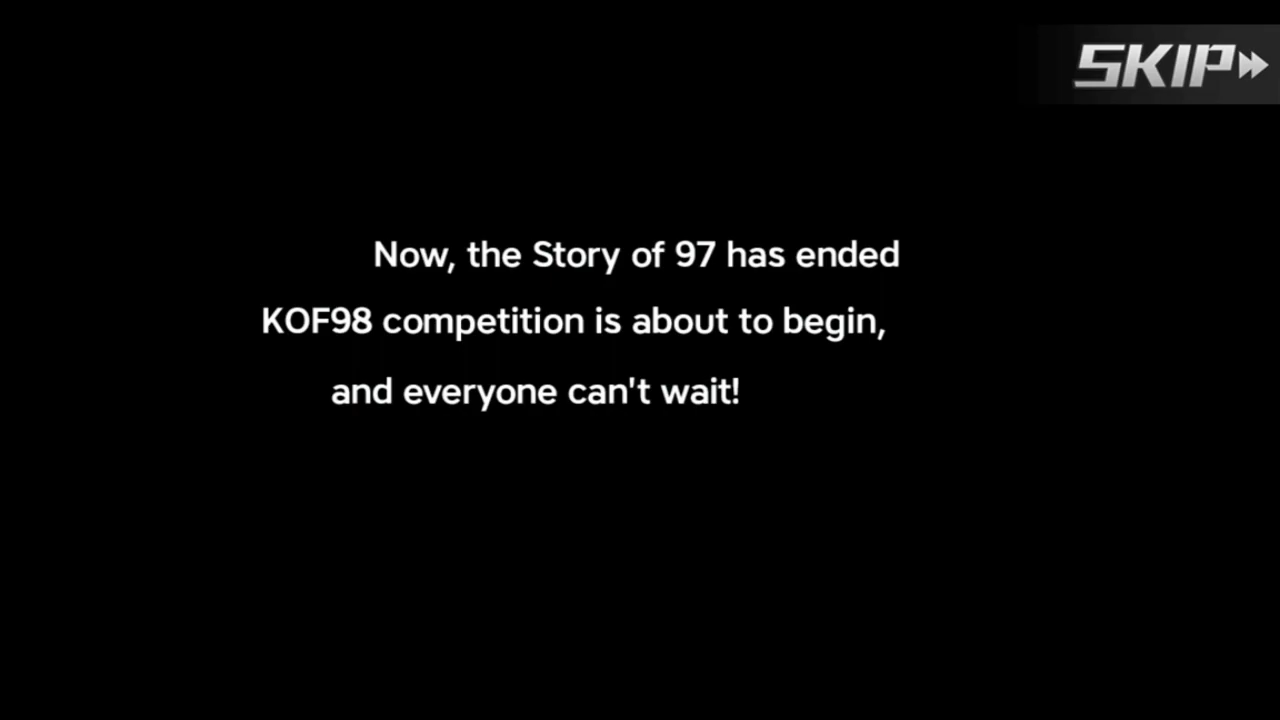 SKIP
Now, the Story of 97 has ended
KOF98 competition is about to begin,
and everyone can't wait!